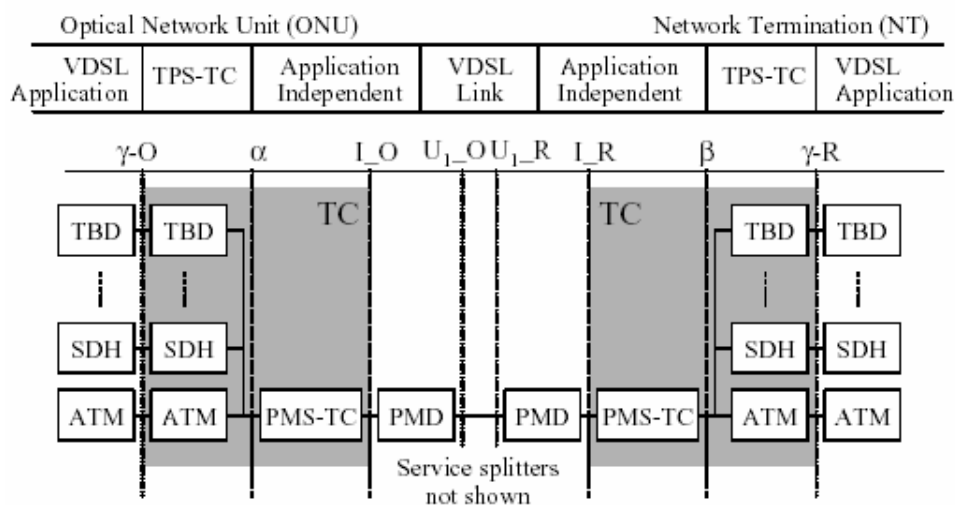 Optical Network Unit (ONU) Network Termination (NT)
VDSL Application TPS-TC Application Independent VDSL Link Application Independent TPS-TC VDSL Application
γ-O α I_O U₁_O U₁_R I_R β γ-R
TC TC
TBD TBD TBD TBD
SDH SDH SDH SDH
ATM ATM PMS-TC PMD PMD PMS-TC ATM ATM
Service splitters
not shown